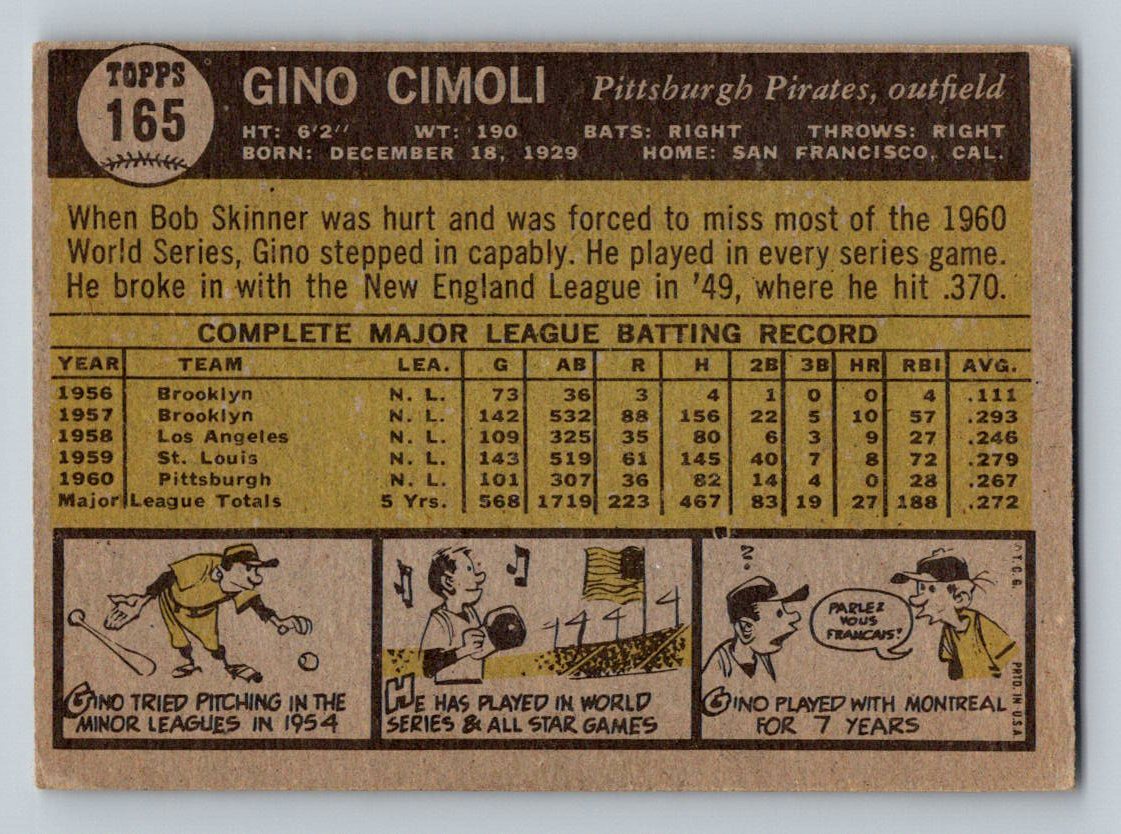 TOPPS
165
GINO CIMOLI Pittsburgh Pirates, outfield
HT: 6'2" WT: 190 BATS: RIGHT THROWS: RIGHT
BORN: DECEMBER 18, 1929 HOME: SAN FRANCISCO, CAL.
When Bob Skinner was hurt and was forced to miss most of the 1960
World Series, Gino stepped in capably. He played in every series game.
He broke in with the New England League in '49, where he hit .370.
COMPLETE MAJOR LEAGUE BATTING RECORD
YEAR TEAM LEA. G AB R H 2B 3B HR RBI AVG.
1956 Brooklyn N. L. 73 36 3 4 1 0 0 4 .111
1957 Brooklyn N. L. 142 532 88 156 22 5 10 57 .293
1958 Los Angeles N. L. 109 325 35 80 6 3 9 27 .246
1959 St. Louis N. L. 143 519 61 145 40 7 8 72 .279
1960 Pittsburgh N. L. 101 307 36 82 14 4 0 28 .267
Major League Totals 5 Yrs. 568 1719 223 467 83 19 27 188 .272
GINO TRIED PITCHING IN THE
MINOR LEAGUES IN 1954
HE HAS PLAYED IN WORLD
SERIES & ALL STAR GAMES
PARLEZ
VOUS
FRANCAIS?
GINO PLAYED WITH MONTREAL
FOR 7 YEARS
T.C.G.
PRTD IN U.S.A.